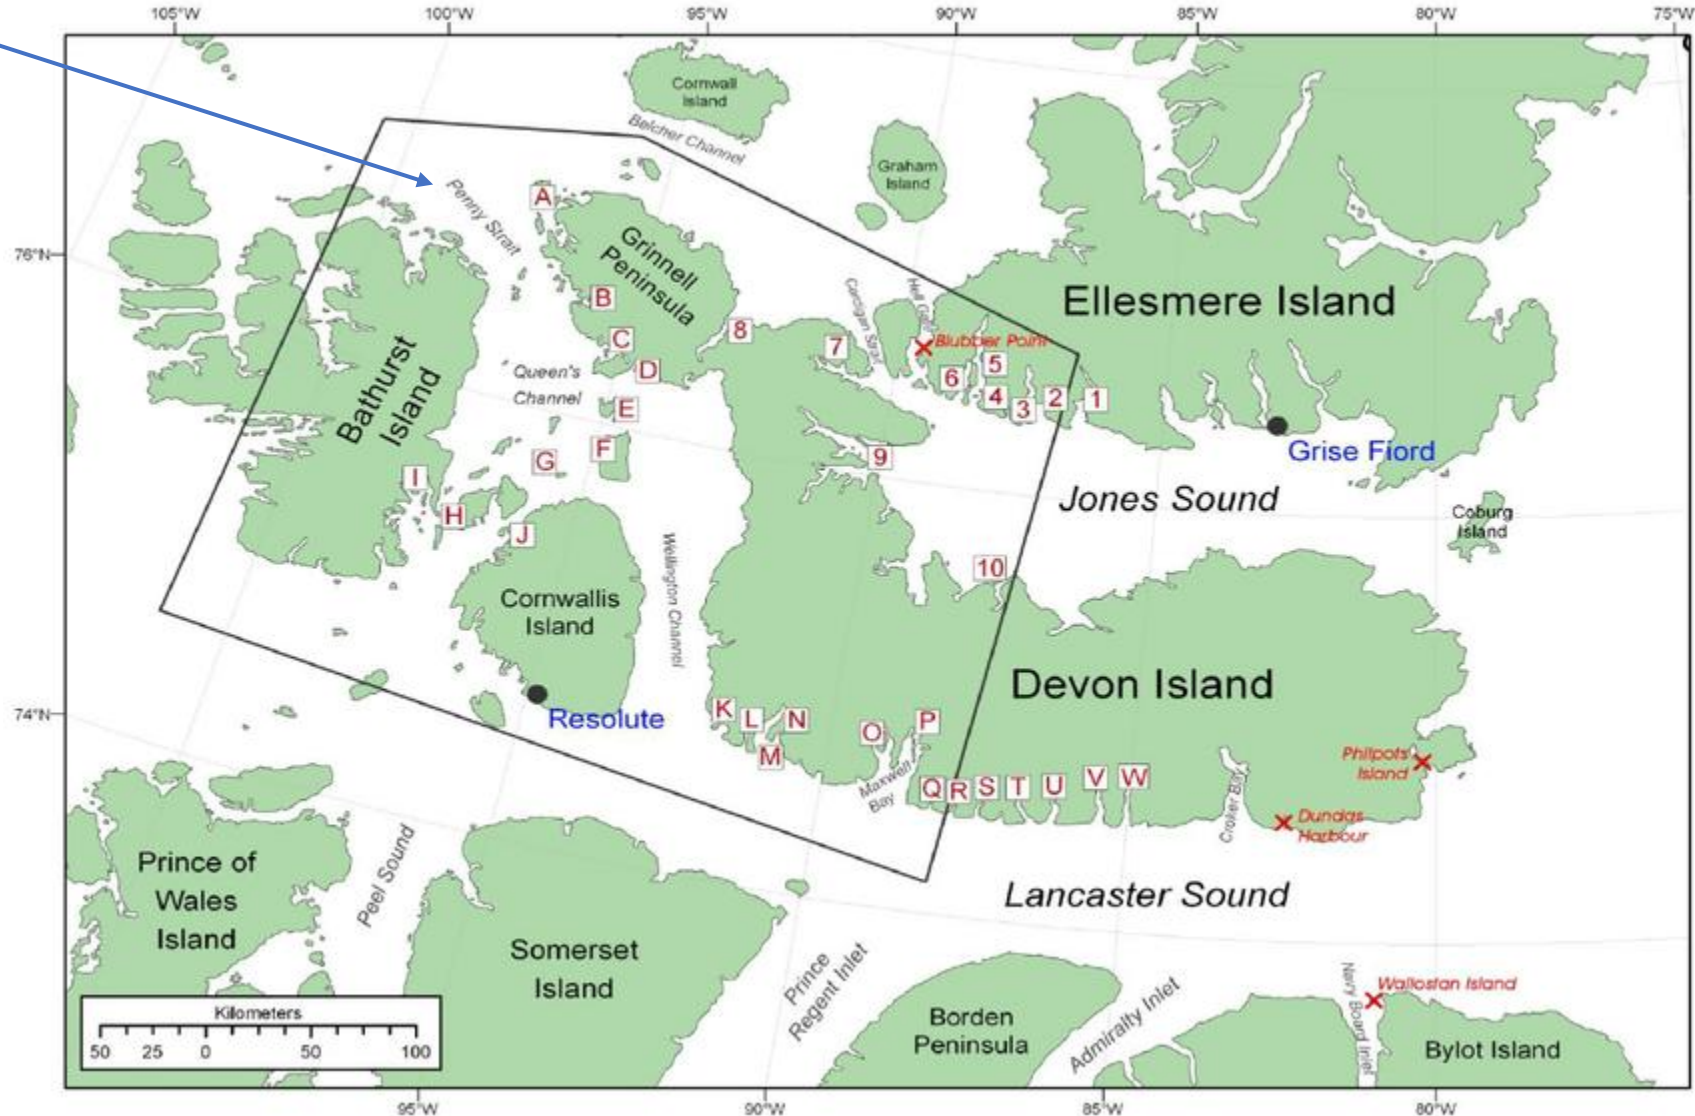 105°W 100°W 95°W 90°W 85°W 80°W 75°W
Cornwall
Island
Belcher Channel
Graham
Island
Penny Strait
A
Grinnell
Peninsula
76°N
B
Cardigan Strait
Hell Gate
Ellesmere Island
C
8
7
Blubber Point
D
Queen's
Channel
5
6
4
3
2
1
Bathurst
Island
E
F
G
9
Grise Fiord
I
H
J
Jones Sound
Coburg
Island
Wellington Channel
10
Cornwallis
Island
Devon Island
74°N
Resolute
K
L
N
M
O
P
Maxwell
Bay
Q
R
S
T
U
V
W
Croker Bay
Philpots
Island
Dundas
Harbour
Prince of
Wales
Island
Peel Sound
Lancaster Sound
Somerset
Island
Prince
Regent Inlet
Borden
Peninsula
Admiralty Inlet
Navy Board Inlet
Wallostan Island
Bylot Island
Kilometers
50 25 0 50 100
95°W 90°W 85°W 80°W